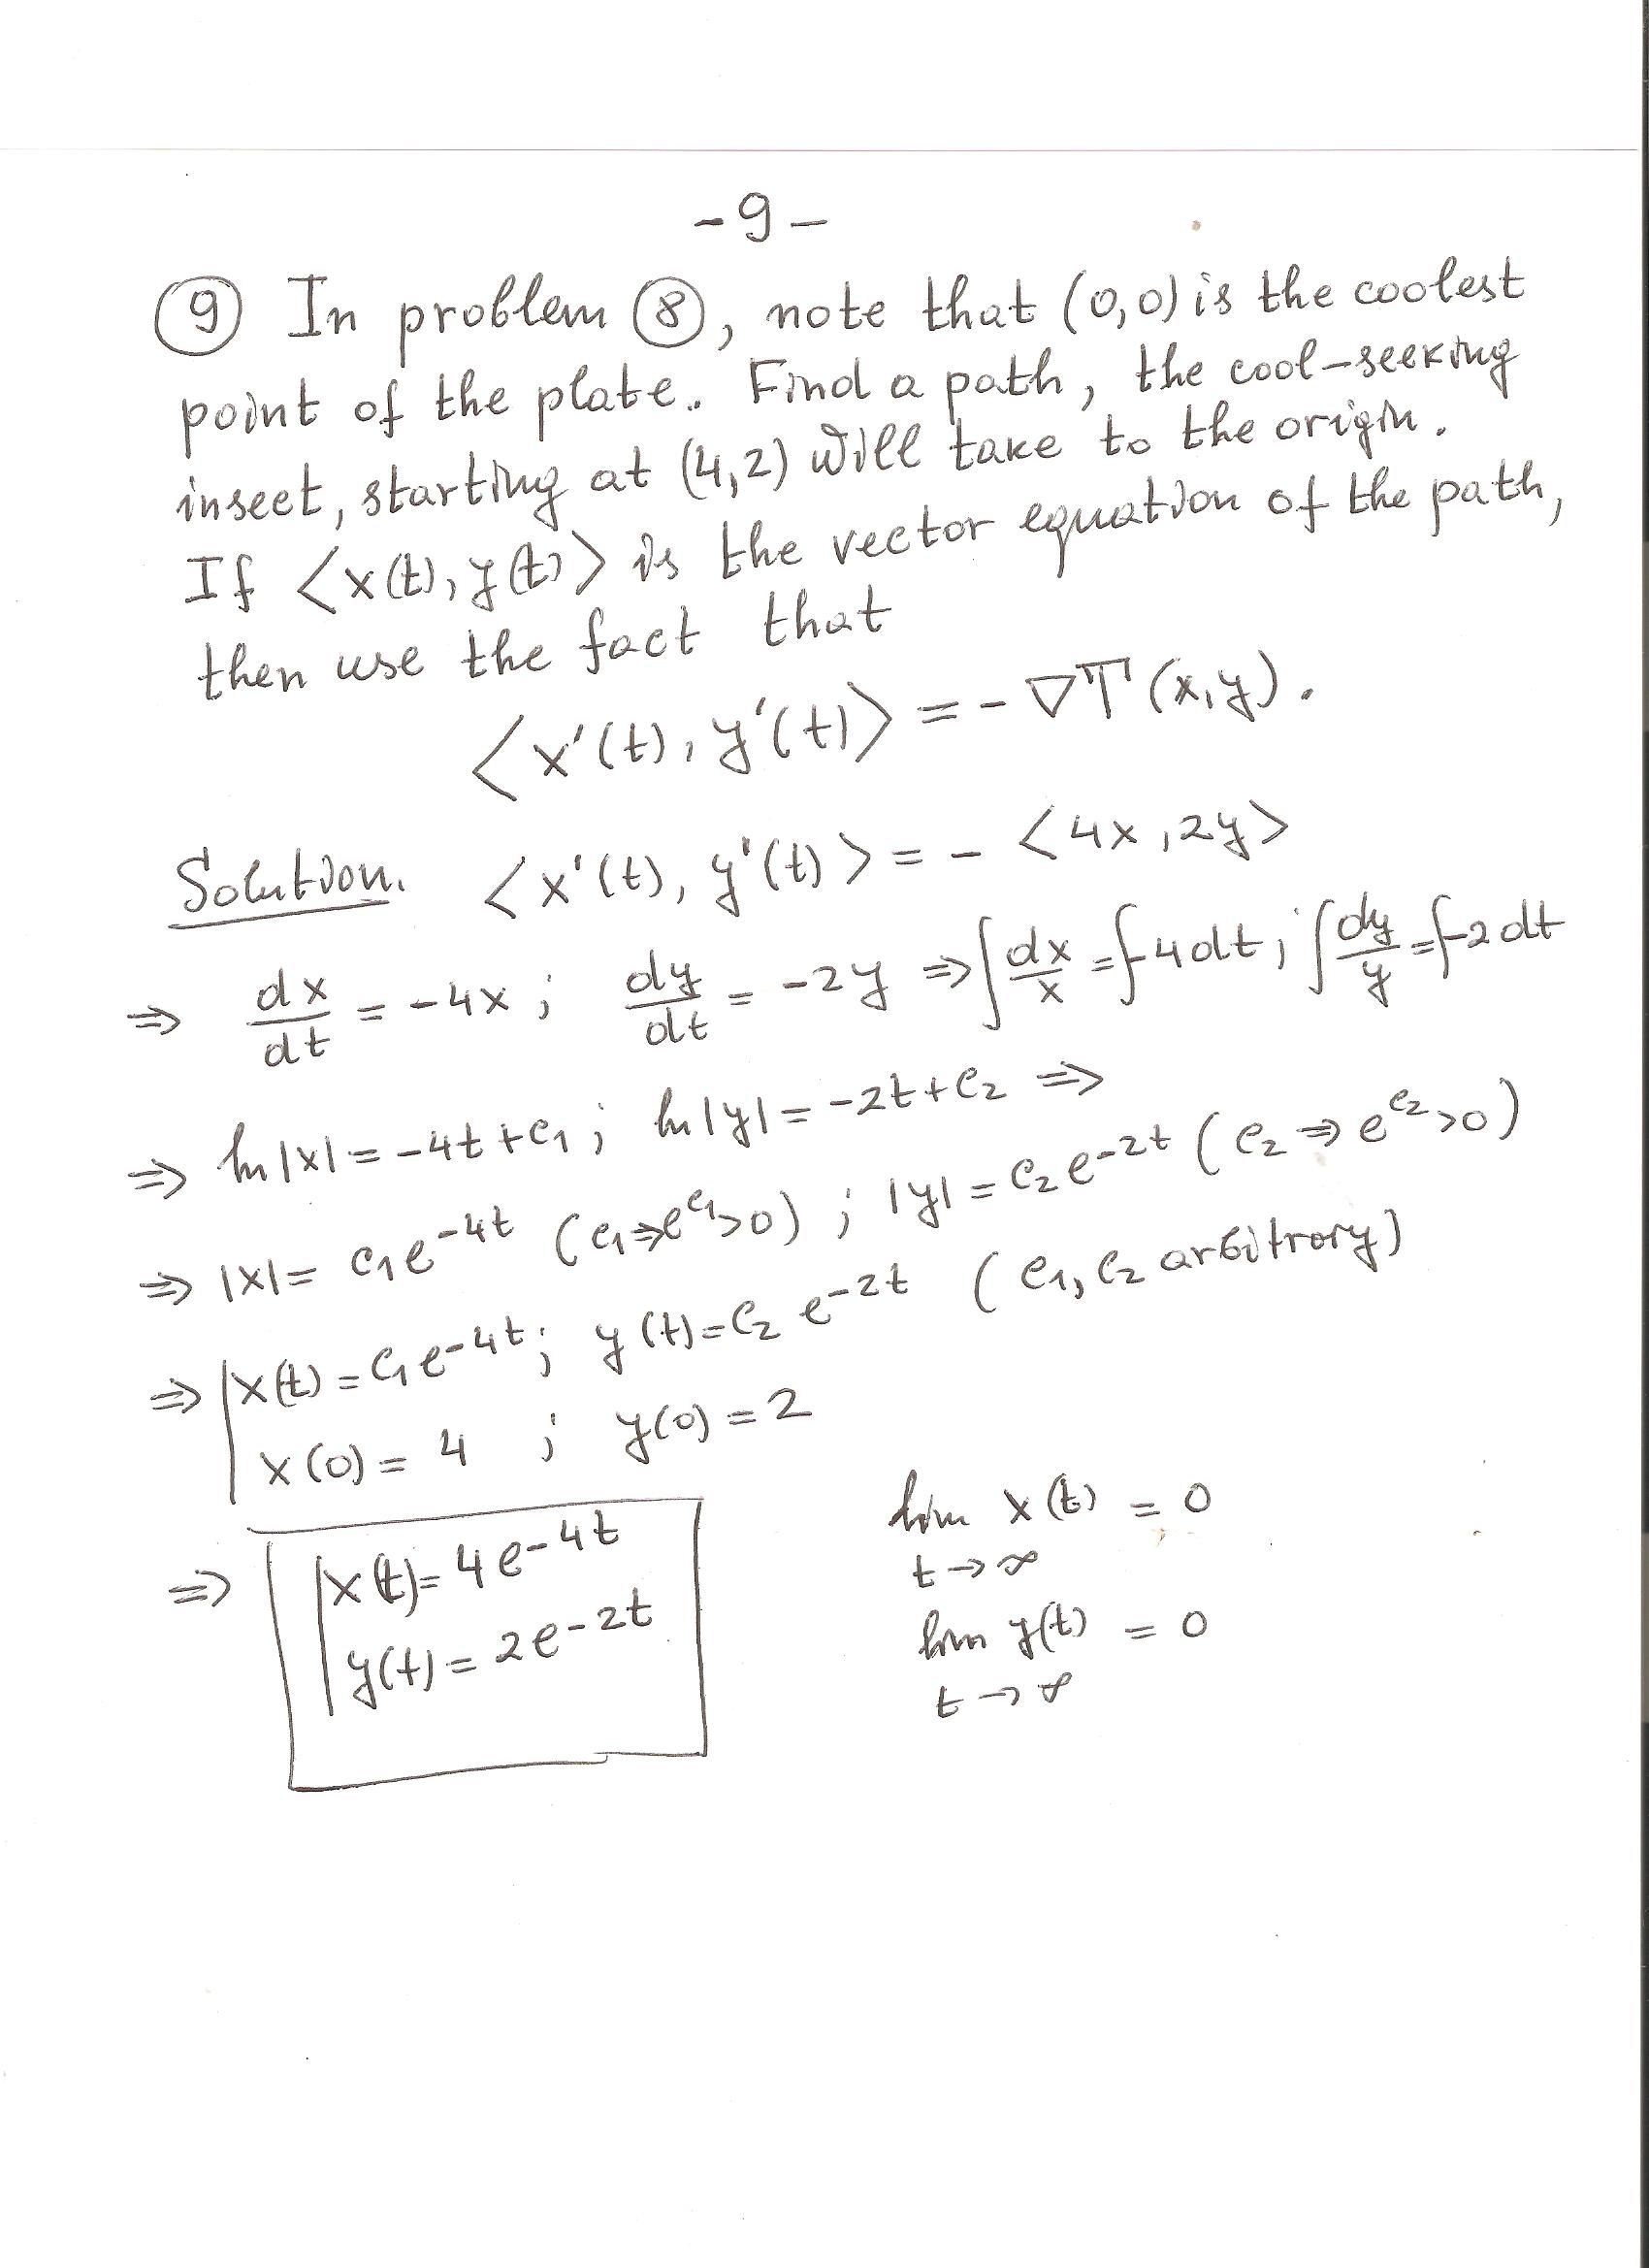 -9-
⑨ In problem ⑧, note that (0,0) is the coolest
point of the plate. Find a path, the cool-seeking
insect, starting at (4,2) will take to the origin.
If <x(t), y(t)> is the vector equation of the path,
then use the fact that
<x'(t), y'(t)> = - ∇T(x,y).
Solution. <x'(t), y'(t)> = - <4x, 2y>
⇒ dx/dt = -4x ; dy/dt = -2y ⇒ ∫dx/x = ∫-4dt ; ∫dy/y = ∫-2dt
⇒ ln|x| = -4t + c₁ ; ln|y| = -2t + c₂ ⇒
⇒ |x| = c₁e^-4t (c₁ ⇒ e^c₁ > 0) ; |y| = c₂e^-2t (c₂ ⇒ e^c₂ > 0)
⇒ x(t) = c₁e^-4t ; y(t) = c₂e^-2t (c₁, c₂ arbitrory)
x(0) = 4 ; y(0) = 2
⇒ x(t) = 4e^-4t
y(t) = 2e^-2t
lim x(t) = 0
t→∞
lim y(t) = 0
t→∞